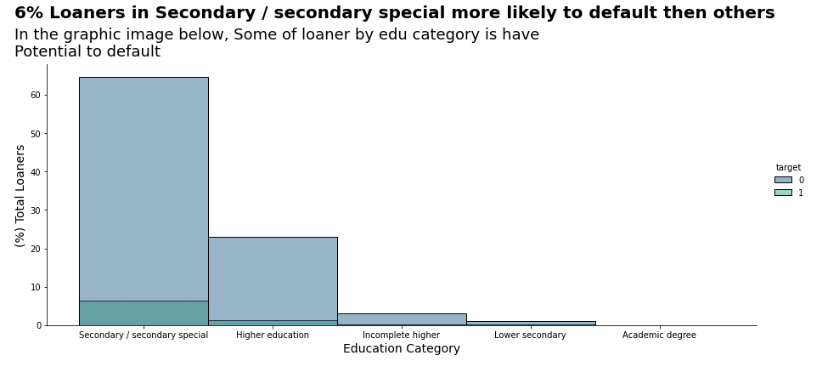 6% Loaners in Secondary / secondary special more likely to default then others
In the graphic image below, Some of loaner by edu category is have
Potential to default
60
50
40
30
20
10
0
(%) Total Loaners
Secondary / secondary special
Higher education
Incomplete higher
Lower secondary
Academic degree
Education Category
target
0
1